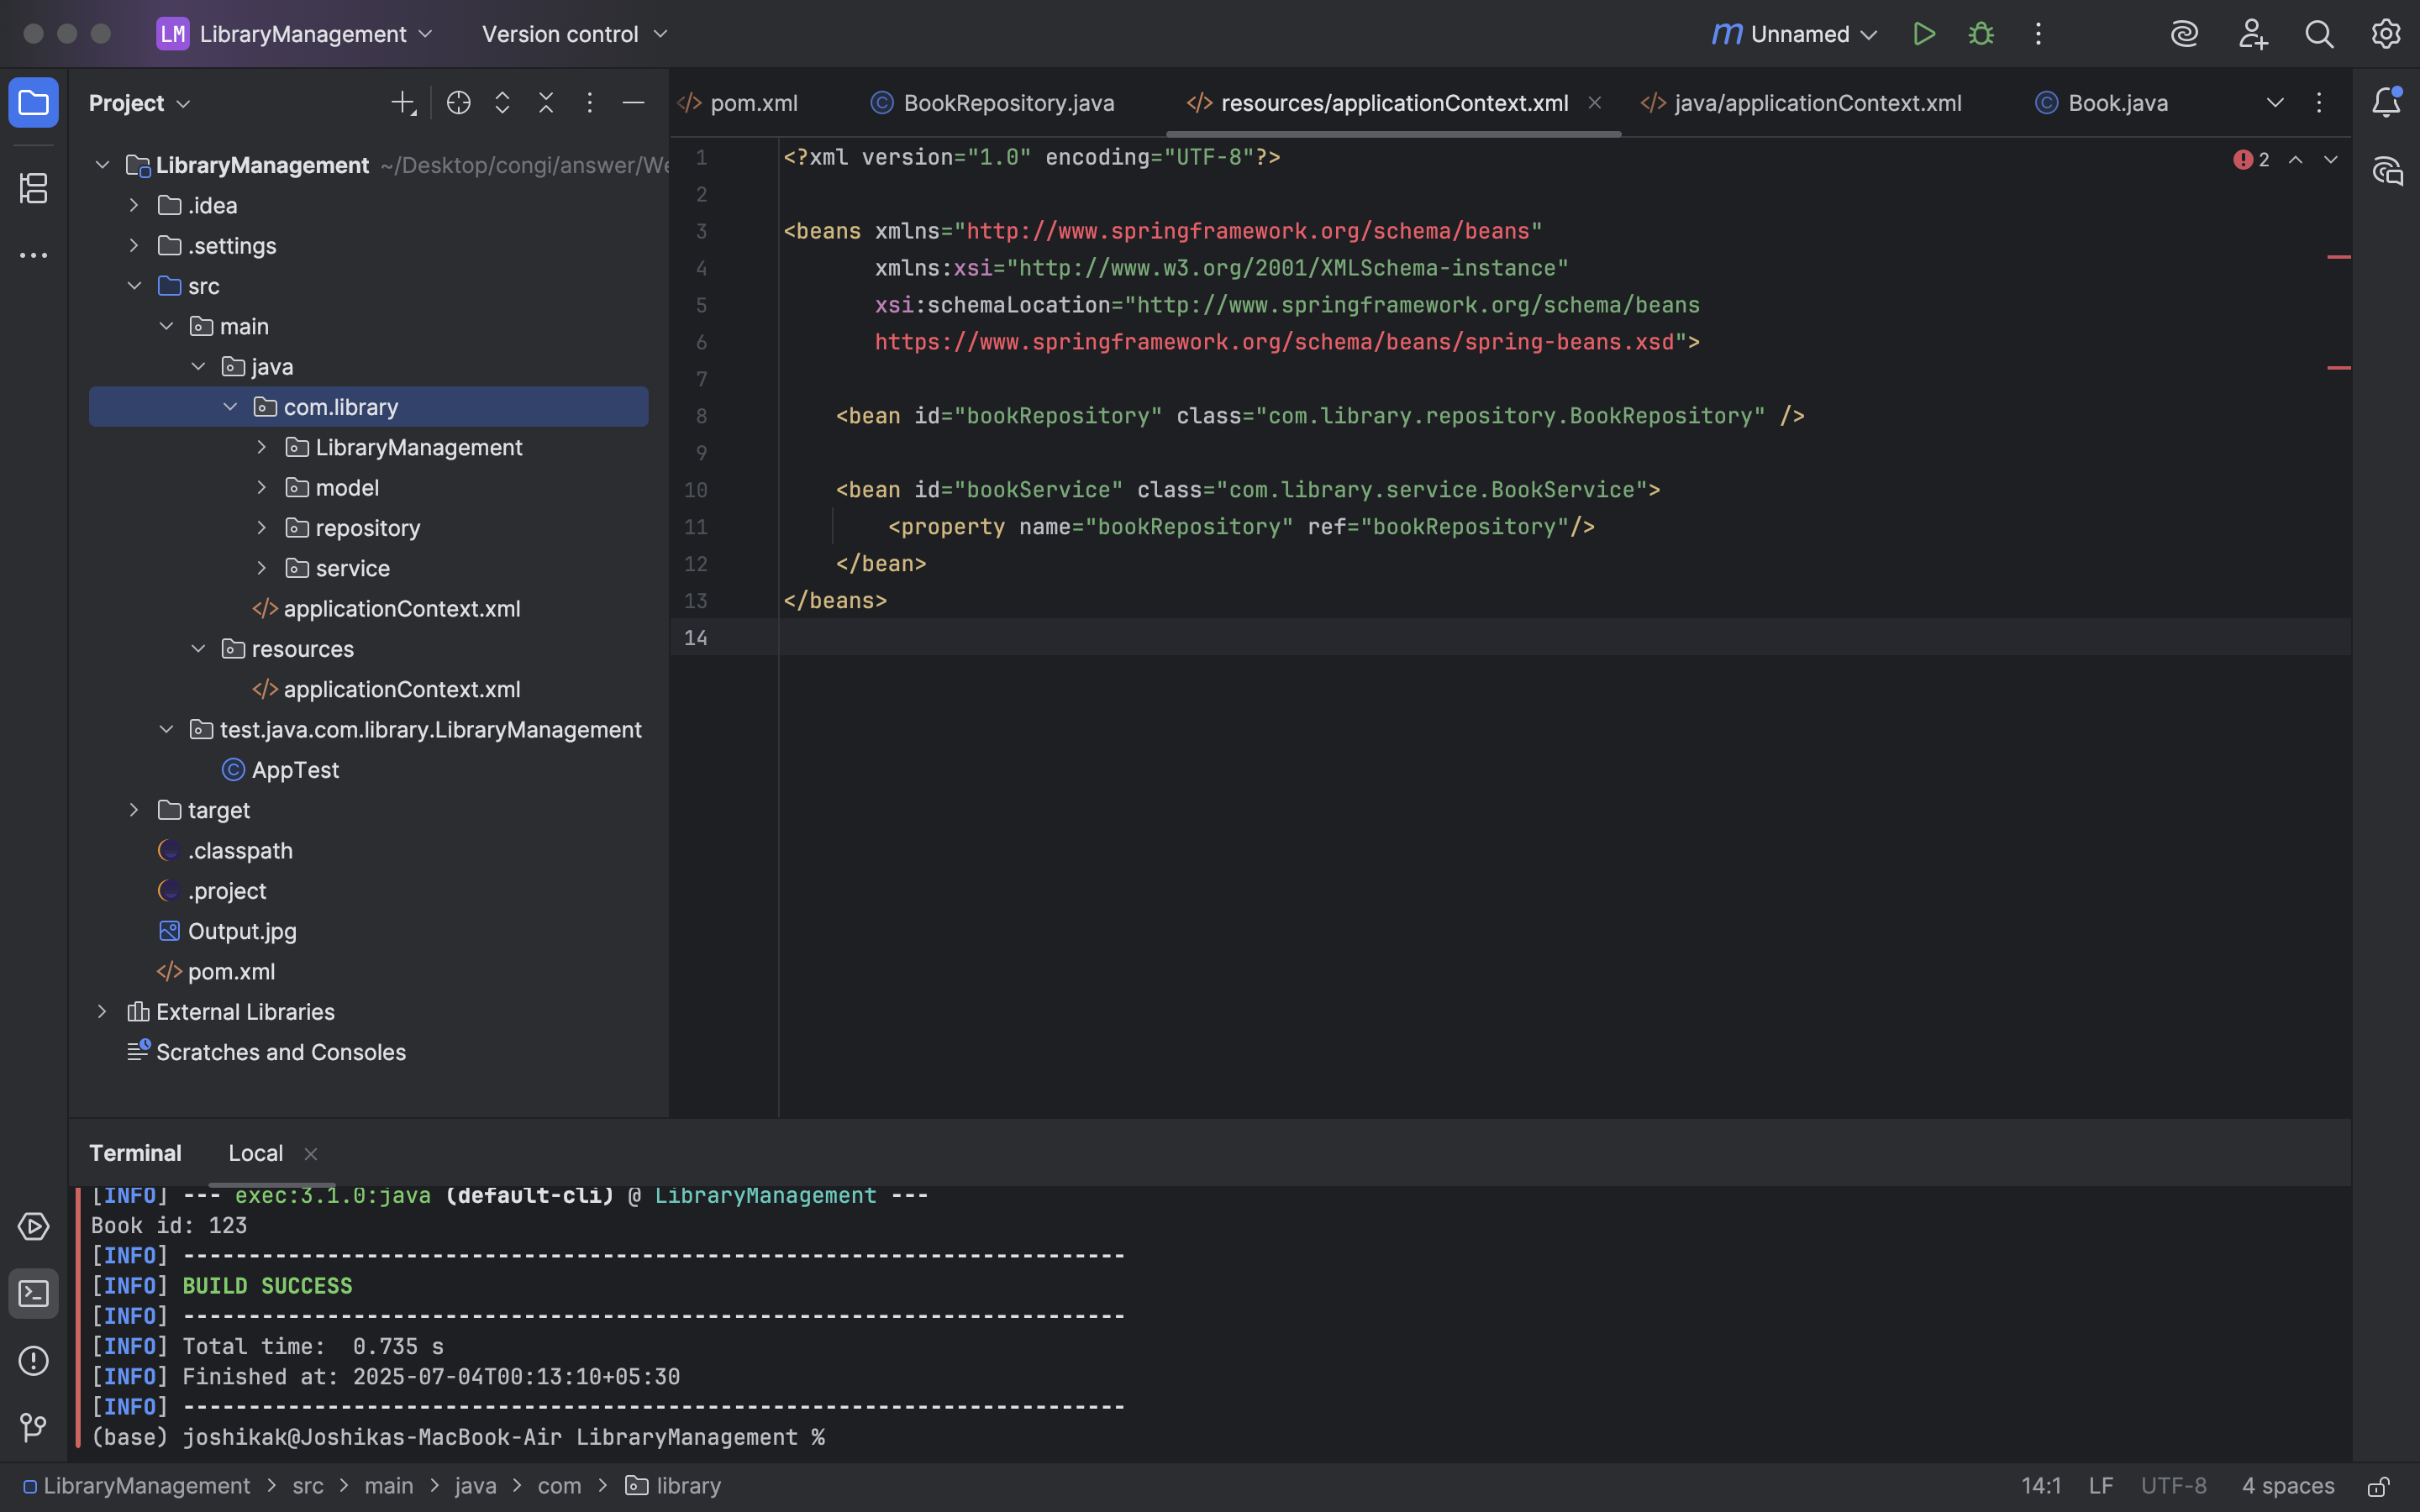 LM LibraryManagement Version control
Unnamed
Project
pom.xml BookRepository.java resources/applicationContext.xml java/applicationContext.xml Book.java
LibraryManagement ~/Desktop/congi/answer/We
.idea
.settings
src
main
java
com.library
LibraryManagement
model
repository
service
applicationContext.xml
resources
applicationContext.xml
test.java.com.library.LibraryManagement
AppTest
target
.classpath
.project
Output.jpg
pom.xml
External Libraries
Scratches and Consoles
2
1 <?xml version="1.0" encoding="UTF-8"?>
2
3 <beans xmlns="http://www.springframework.org/schema/beans"
4 xmlns:xsi="http://www.w3.org/2001/XMLSchema-instance"
5 xsi:schemaLocation="http://www.springframework.org/schema/beans
6 https://www.springframework.org/schema/beans/spring-beans.xsd">
7
8 <bean id="bookRepository" class="com.library.repository.BookRepository" />
9
10 <bean id="bookService" class="com.library.service.BookService">
11 <property name="bookRepository" ref="bookRepository"/>
12 </bean>
13 </beans>
14
Terminal Local
[INFO] --- exec:3.1.0:java (default-cli) @ LibraryManagement ---
Book id: 123
[INFO] ------------------------------------------------------------------------
[INFO] BUILD SUCCESS
[INFO] ------------------------------------------------------------------------
[INFO] Total time:  0.735 s
[INFO] Finished at: 2025-07-04T00:13:10+05:30
[INFO] ------------------------------------------------------------------------
(base) joshikak@Joshikas-MacBook-Air LibraryManagement %
LibraryManagement > src > main > java > com > library
14:1 LF UTF-8 4 spaces